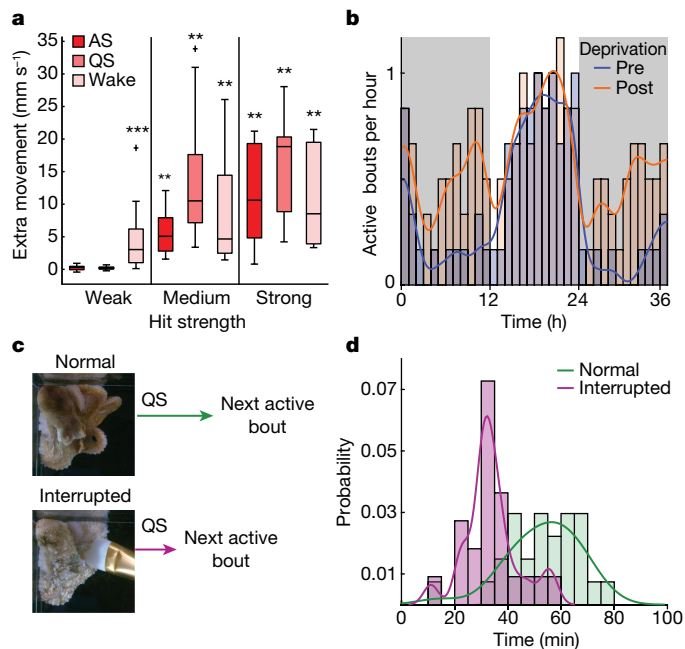 a
Extra movement (mm s⁻¹)
35
30
25
20
15
10
5
0
AS
QS
Wake
***
**
**
**
**
**
**
Weak
Medium
Strong
Hit strength
b
Active bouts per hour
1
0
Deprivation
Pre
Post
0
12
24
36
Time (h)
c
Normal
QS
Next active
bout
Interrupted
QS
Next active
bout
d
Probability
0.07
0.05
0.03
0.01
Normal
Interrupted
0
20
40
60
80
100
Time (min)